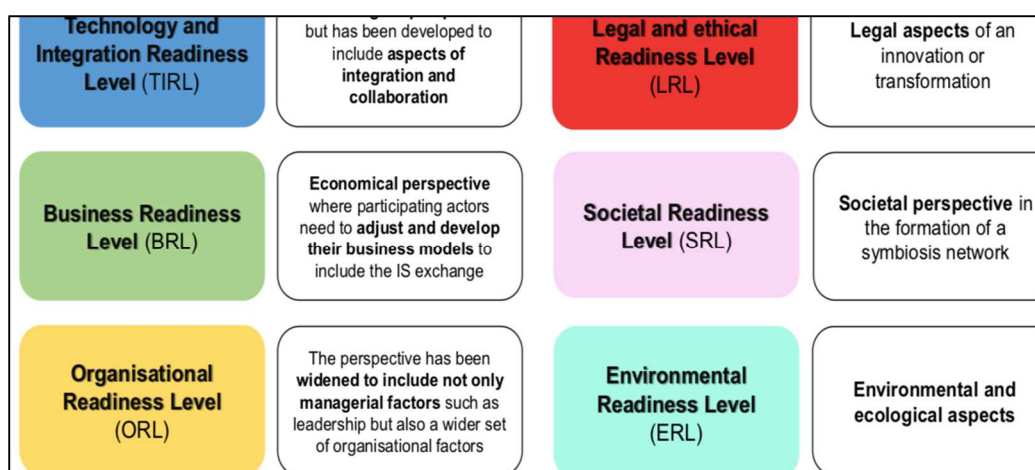 Technology and
Integration Readiness
Level (TIRL)
but has been developed to
include aspects of
integration and
collaboration
Legal and ethical
Readiness Level
(LRL)
Legal aspects of an
innovation or
transformation
Business Readiness
Level (BRL)
Economical perspective
where participating actors
need to adjust and develop
their business models to
include the IS exchange
Societal Readiness
Level (SRL)
Societal perspective in
the formation of a
symbiosis network
Organisational
Readiness Level
(ORL)
The perspective has been
widened to include not only
managerial factors such as
leadership but also a wider set
of organisational factors
Environmental
Readiness Level
(ERL)
Environmental and
ecological aspects